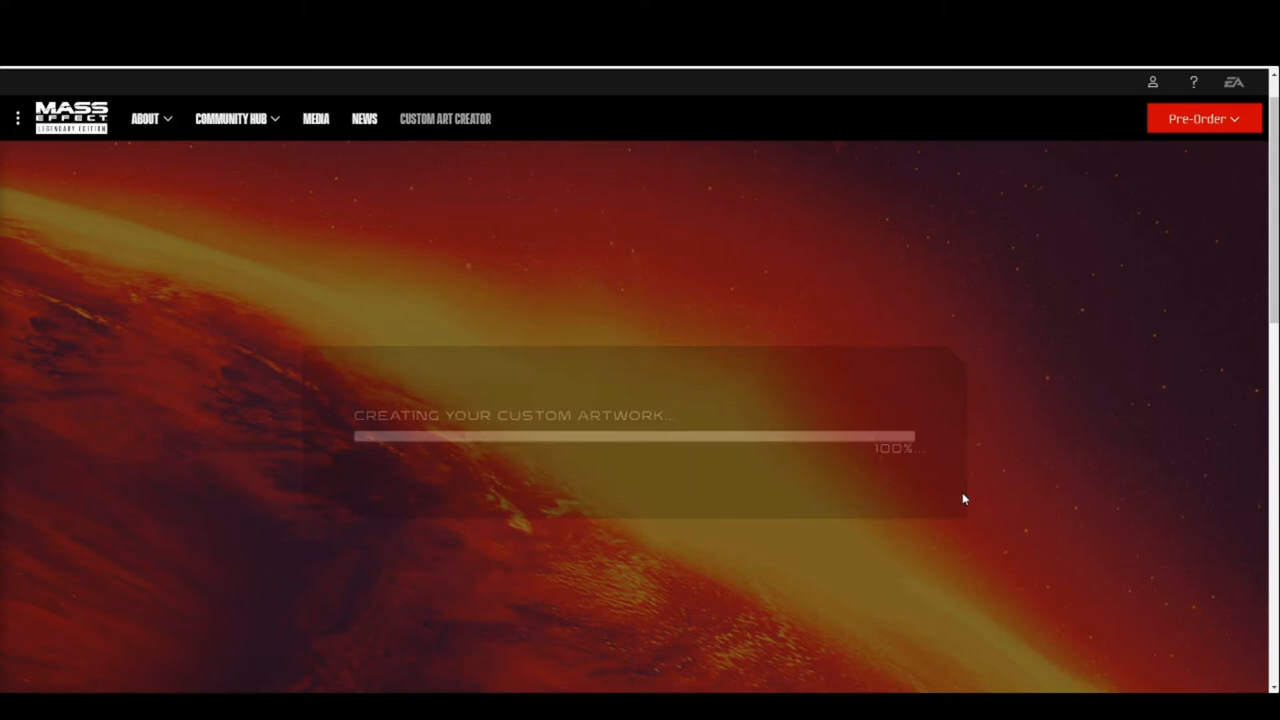 MASS
EFFECT
LEGENDARY EDITION
ABOUT
COMMUNITY HUB
MEDIA
NEWS
CUSTOM ART CREATOR
?
EA
Pre-Order
CREATING YOUR CUSTOM ARTWORK...
100%...